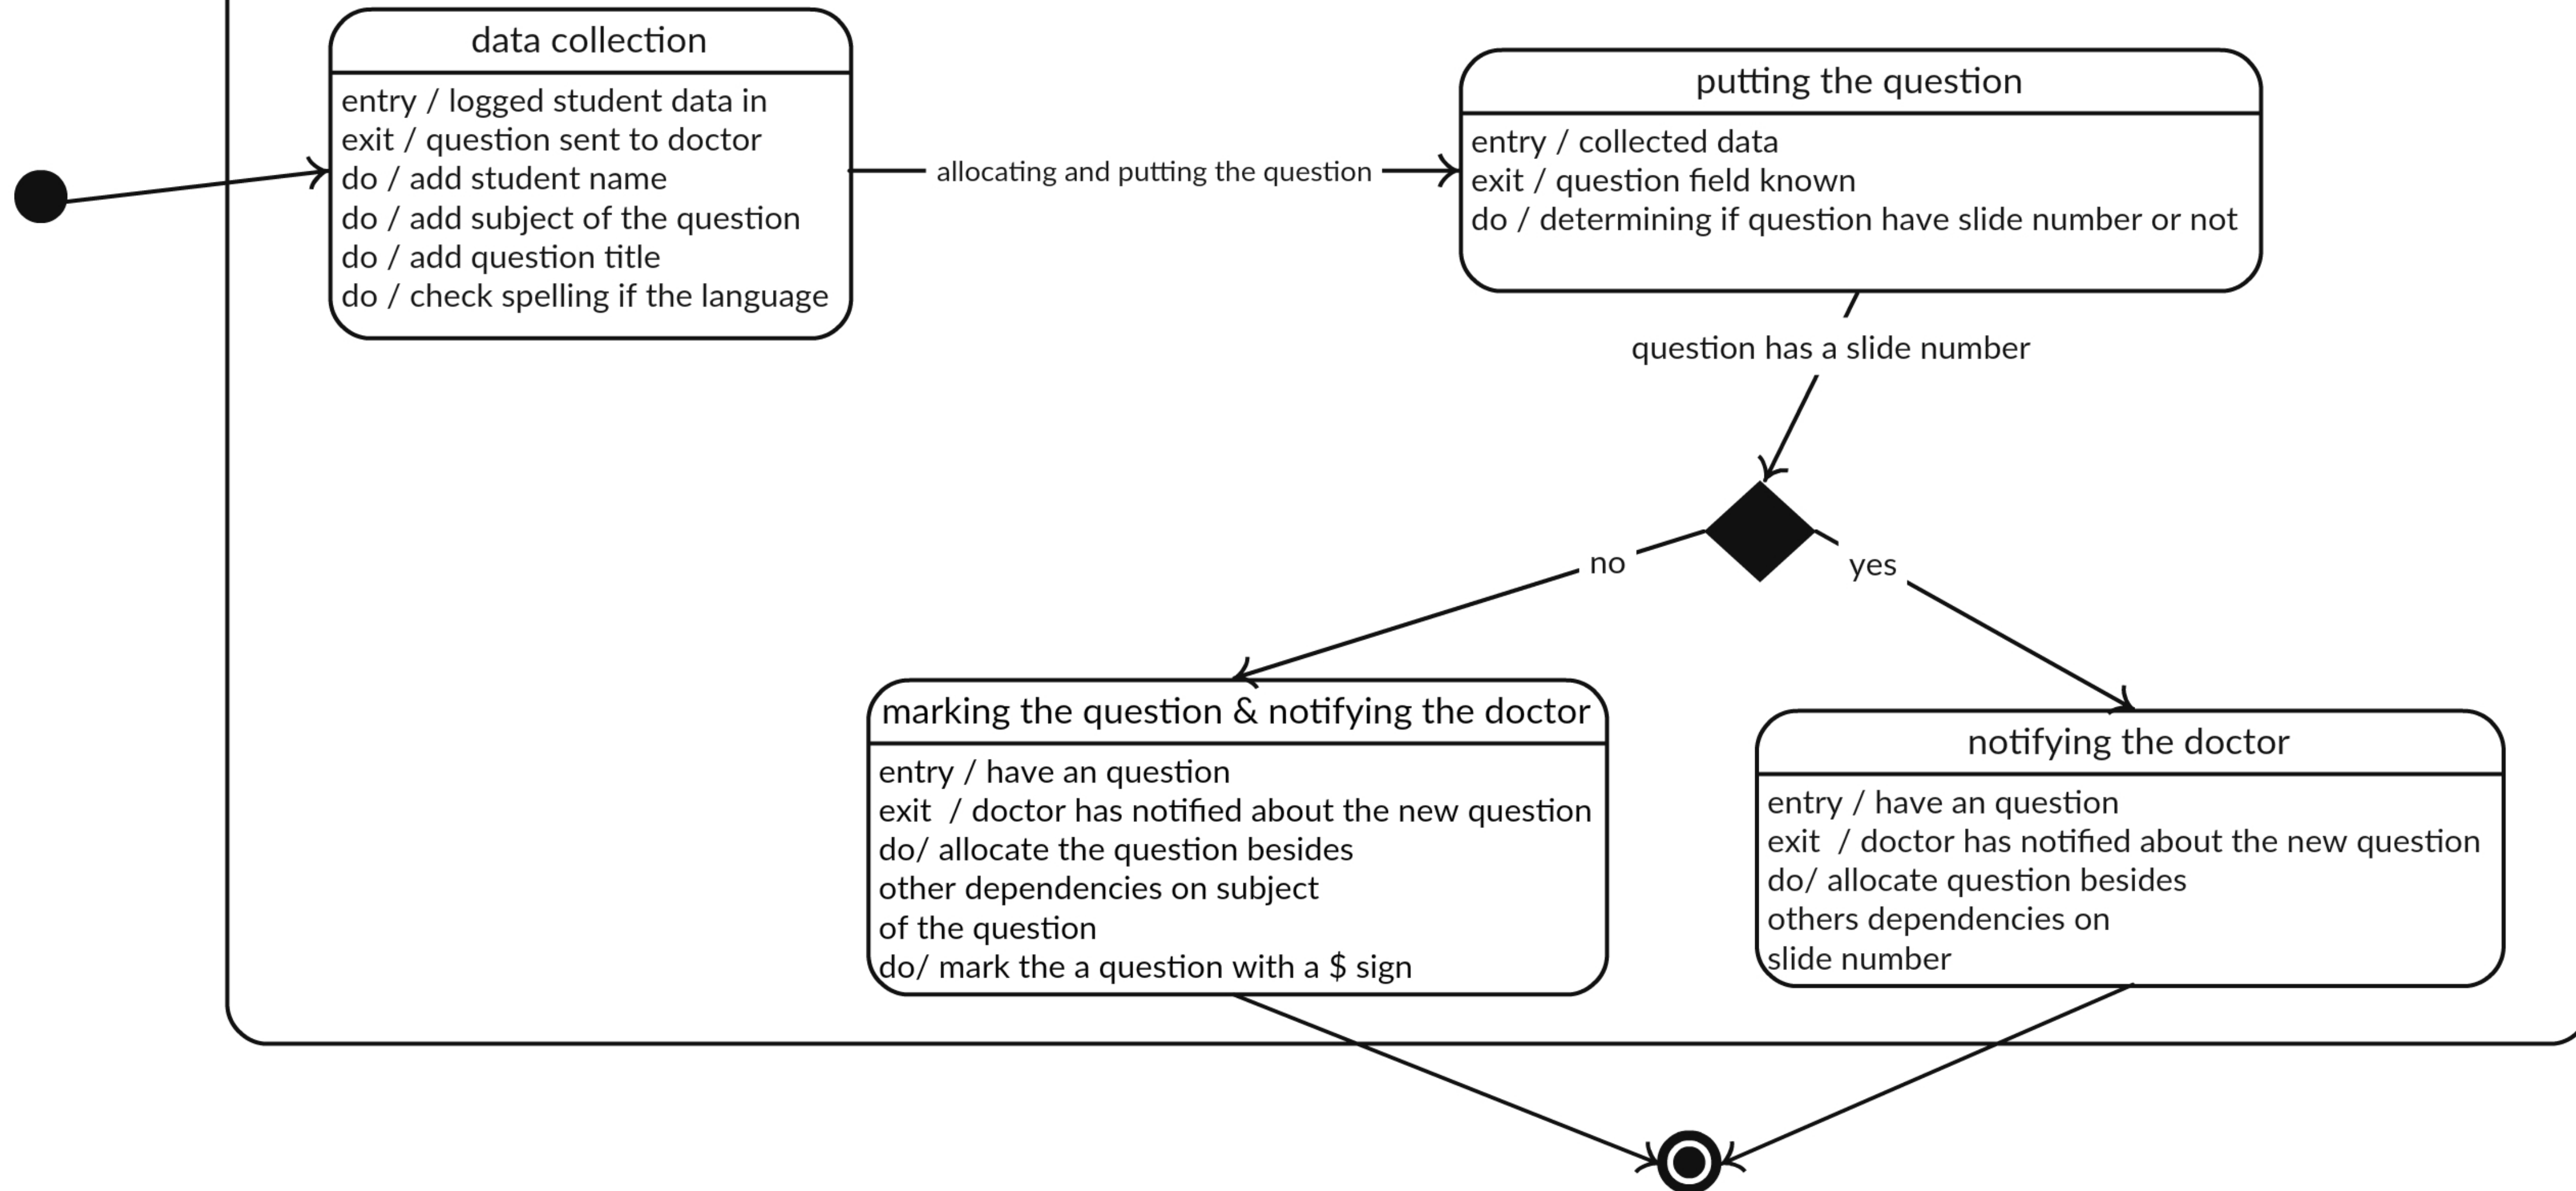 data collection
entry / logged student data in
exit / question sent to doctor
do / add student name
do / add subject of the question
do / add question title
do / check spelling if the language
allocating and putting the question
putting the question
entry / collected data
exit / question field known
do / determining if question have slide number or not
question has a slide number
no
yes
marking the question & notifying the doctor
entry / have an question
exit  / doctor has notified about the new question
do/ allocate the question besides
other dependencies on subject
of the question
do/ mark the a question with a $ sign
notifying the doctor
entry / have an question
exit  / doctor has notified about the new question
do/ allocate question besides
others dependencies on
slide number